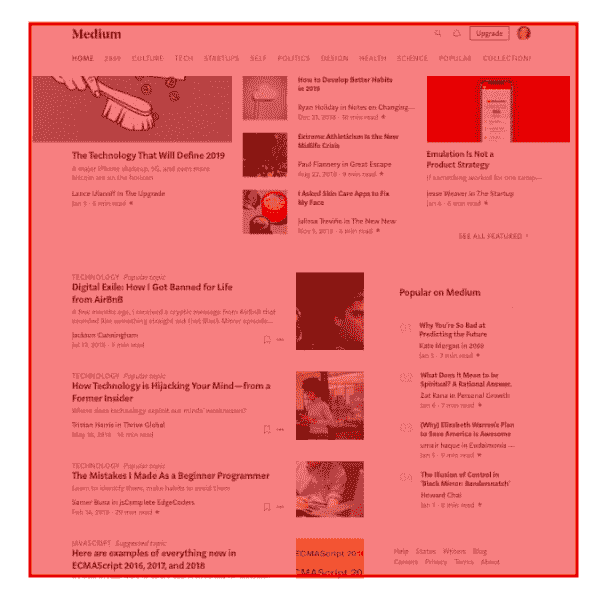 Medium
Upgrade
HOME 2019 CULTURE TECH STARTUPS SELF POLITICS DESIGN HEALTH SCIENCE POPULAR COLLECTIONS
The Technology That Will Define 2019
A major iPhone shakeup, 5G, and even more
bitcoin are on the horizon
Lance Ulanoff in The Upgrade
Jan 5 · 8 min read
How to Develop Better Habits
in 2019
Ryan Holiday in Notes on Changing...
Dec 21, 2018 · 10 min read
Extreme Athleticism Is the New
Midlife Crisis
Paul Flannery in Great Escape
Aug 22, 2018 · 9 min read
I Asked Skin Care Apps to Fix
My Face
Jolissa Treviño in The New New
Nov 5, 2018 · 6 min read
Emulation Is Not a
Product Strategy
If something worked for one comp—
Jesse Weaver in The Startup
Jan 4 · 6 min read
SEE ALL FEATURED
TECHNOLOGY Popular topic
Digital Exile: How I Got Banned for Life
from AirBnB
A few months ago, I received a cryptic message from AirBnB that
sounded like something straight out that Black Mirror episode...
Jackson Cunningham
Jul 13, 2018 · min read
TECHNOLOGY Popular topic
How Technology is Hijacking Your Mind—from a
Former Insider
Where does technology exploit our minds' weaknesses?
Tristan Harris in Thrive Global
May 18, 2016 · min read
TECHNOLOGY Popular topic
The Mistakes I Made As a Beginner Programmer
Learn to identify them, make habits to avoid them
Samer Buna in jsComplete EdgeCoders
Feb 14, 2018 · 29 min read
JAVASCRIPT Suggested topic
Here are examples of everything new in
ECMAScript 2016, 2017, and 2018
ECMAScript 201
ECMAScript 20
Popular on Medium
01
Why You're So Bad at
Predicting the Future
Kate Morgan in 2069
Jan 5 · 7 min read
02
What Does It Mean to be
Spiritual? A Rational Answer.
Zat Rana in Personal Growth
Jan 6 · 7 min read
03
(Why) Elizabeth Warren's Plan
to Save America is Awesome
umair haque in Eudaimonia —
Jan 5 · min read
04
The Illusion of Control in
'Black Mirror: Bandersnatch'
Howard Chai
Jan 1 · 8 min read
Help Status Writers Blog
Careers Privacy Terms About